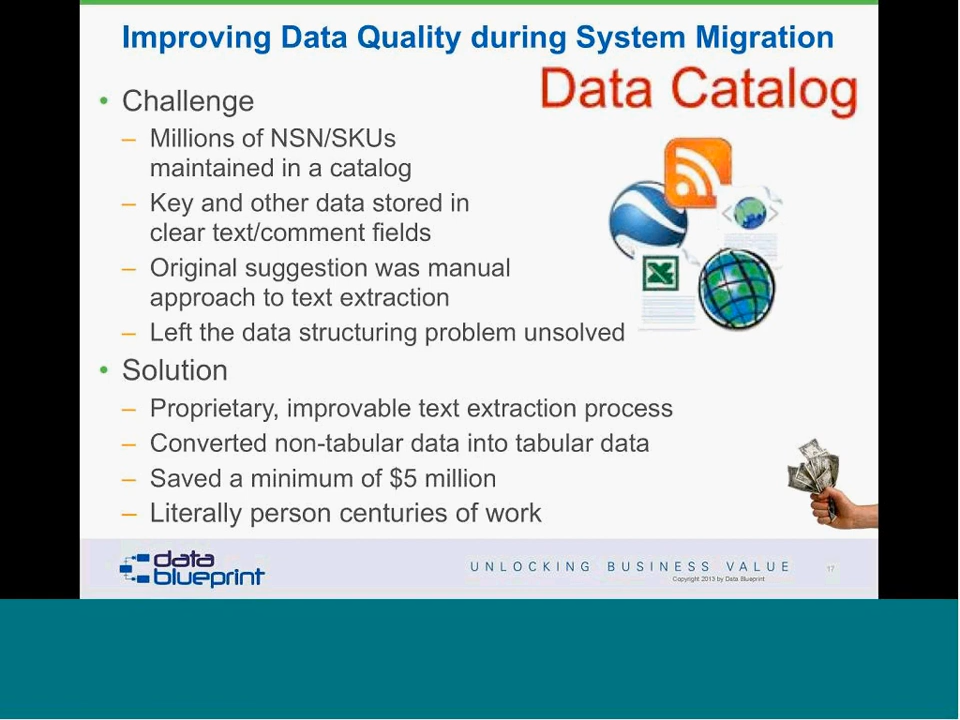 Improving Data Quality during System Migration
Data Catalog
• Challenge
– Millions of NSN/SKUs
maintained in a catalog
– Key and other data stored in
clear text/comment fields
– Original suggestion was manual
approach to text extraction
– Left the data structuring problem unsolved
• Solution
– Proprietary, improvable text extraction process
– Converted non-tabular data into tabular data
– Saved a minimum of $5 million
– Literally person centuries of work
data
blueprint
UNLOCKING BUSINESS VALUE
17
Copyright 2013 by Data Blueprint